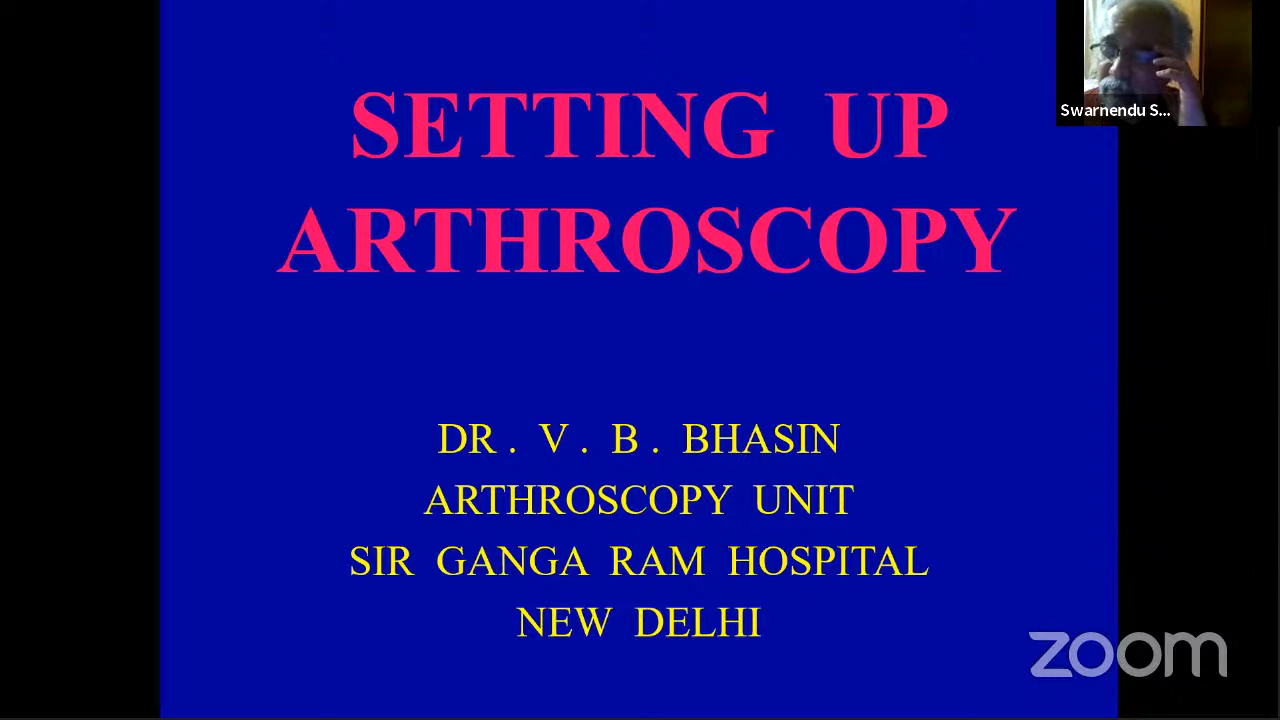 SETTING UP
ARTHROSCOPY
DR. V. B. BHASIN
ARTHROSCOPY UNIT
SIR GANGA RAM HOSPITAL
NEW DELHI
Swarnendu S...
zoom